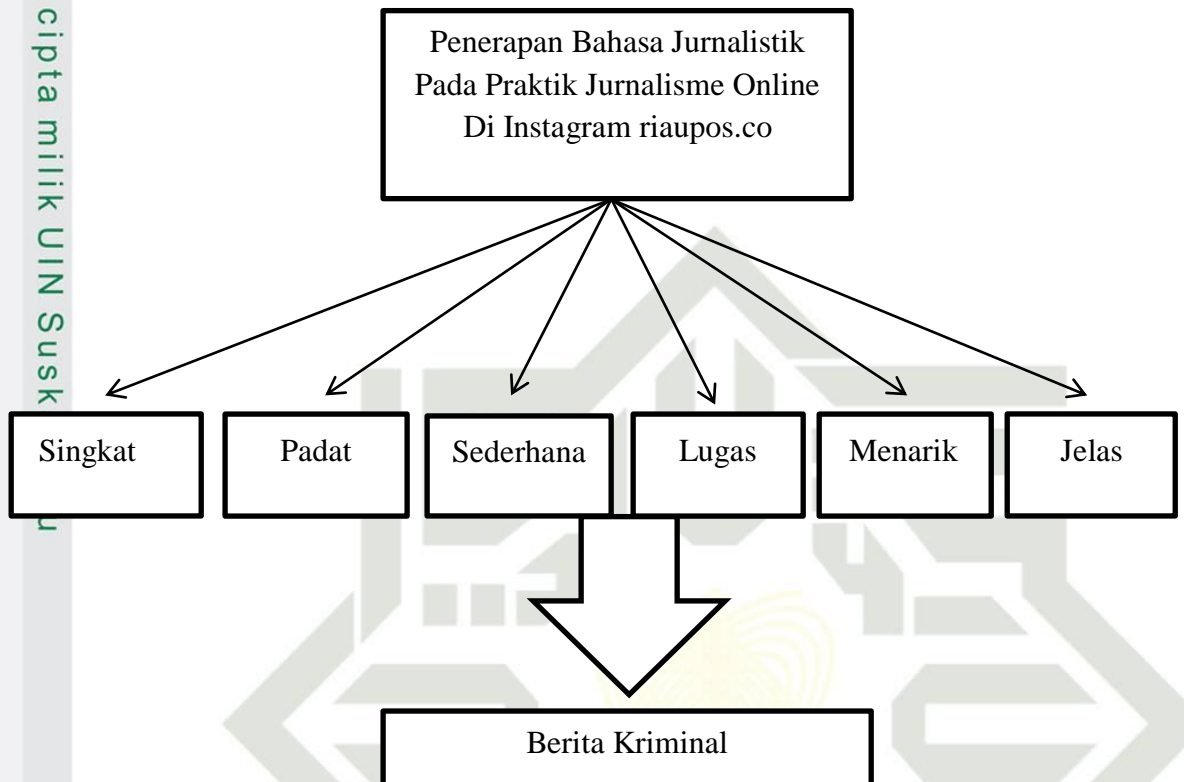 cipta milik UIN Susk
u
Penerapan Bahasa Jurnalistik
Pada Praktik Jurnalisme Online
Di Instagram riaupos.co
Singkat
Padat
Sederhana
Lugas
Menarik
Jelas
Berita Kriminal